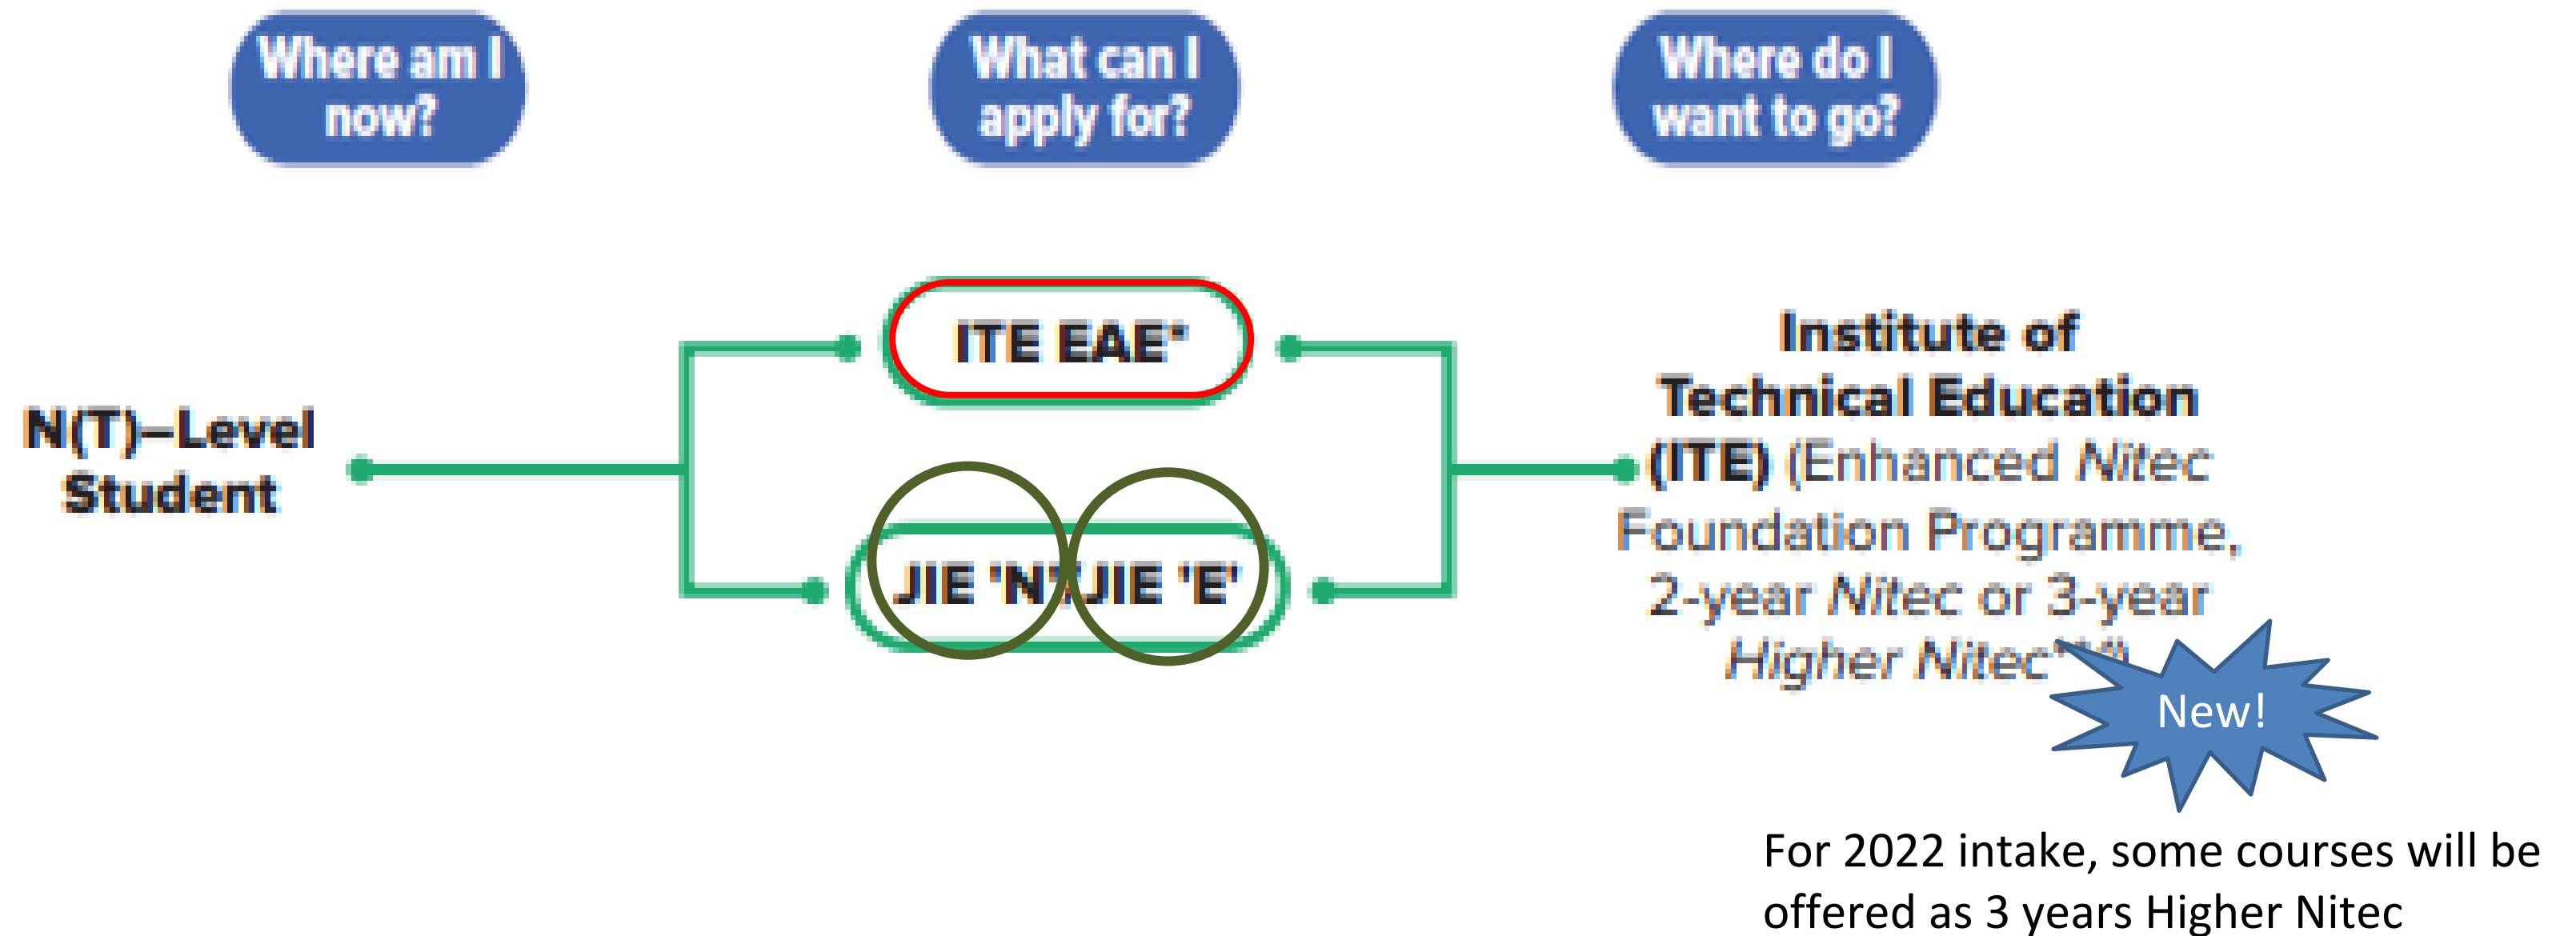 Where am I
now?
What can I
apply for?
Where do I
want to go?
N(T)–Level
Student
ITE EAE*
JIE 'N' JIE 'E'
Institute of
Technical Education
(ITE) (Enhanced Nitec
Foundation Programme,
2-year Nitec or 3-year
Higher Nitec
New!
For 2022 intake, some courses will be
offered as 3 years Higher Nitec